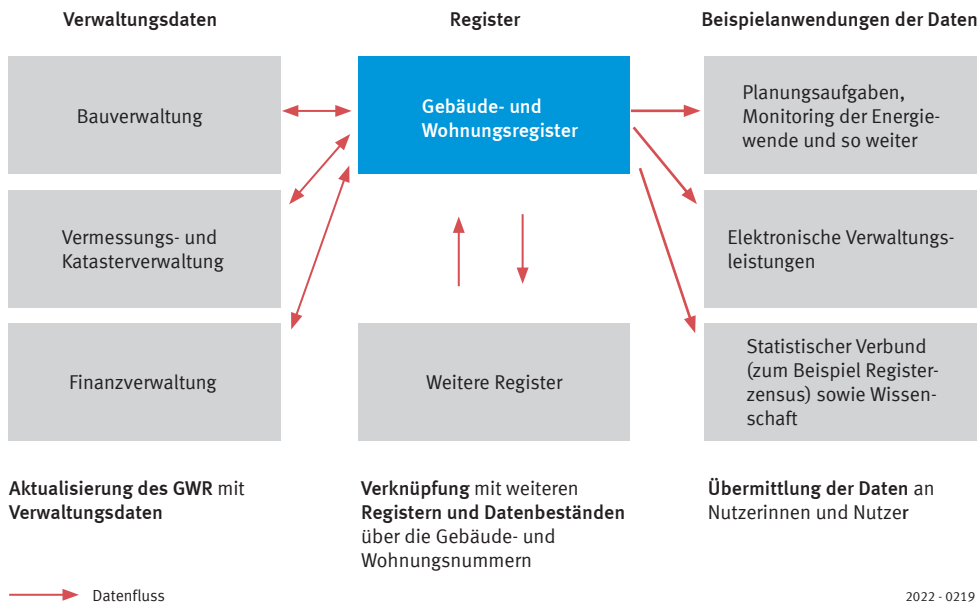 Verwaltungsdaten
Register
Beispielanwendungen der Daten
Bauverwaltung
Gebäude- und
Wohnungsregister
Planungsaufgaben,
Monitoring der Energie-
wende und so weiter
Vermessungs- und
Katasterverwaltung
Elektronische Verwaltungs-
leistungen
Finanzverwaltung
Weitere Register
Statistischer Verbund
(zum Beispiel Register-
zensus) sowie Wissen-
schaft
Aktualisierung des GWR mit
Verwaltungsdaten
Verknüpfung mit weiteren
Registern und Datenbeständen
über die Gebäude- und
Wohnungsnummern
Übermittlung der Daten an
Nutzerinnen und Nutzer
Datenfluss
2022 - 0219